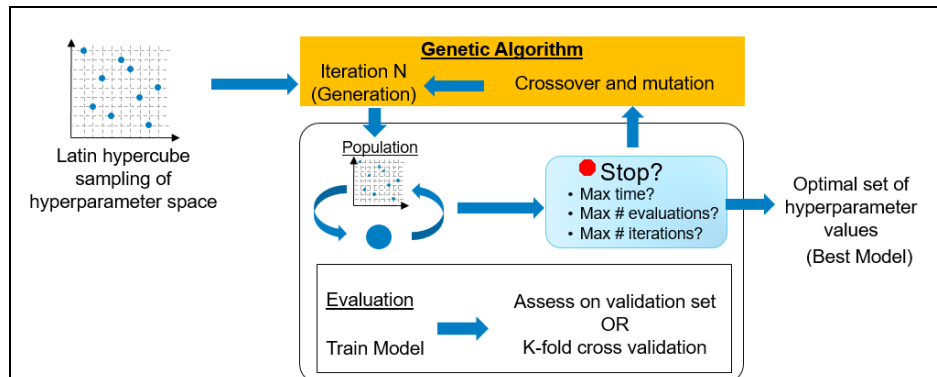 Genetic Algorithm
Iteration N
(Generation)
Crossover and mutation
Latin hypercube
sampling of
hyperparameter space
Population
Stop?
• Max time?
• Max # evaluations?
• Max # iterations?
Optimal set of
hyperparameter
values
(Best Model)
Evaluation
Train Model
Assess on validation set
OR
K-fold cross validation